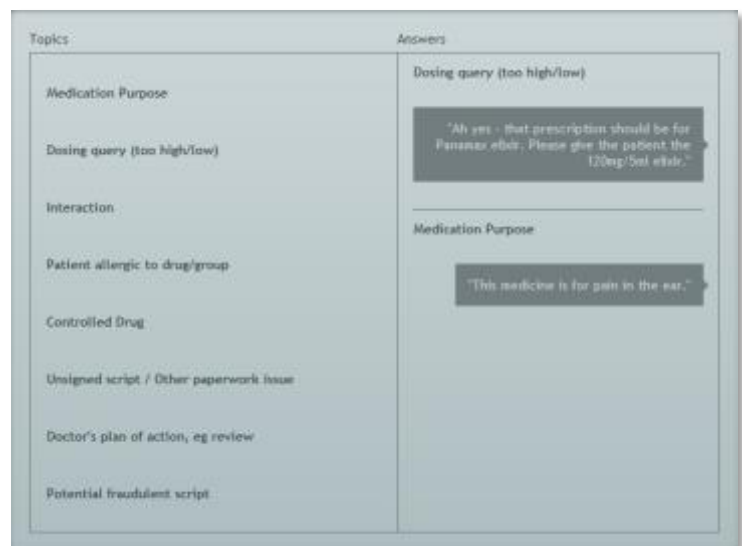 Topics
Medication Purpose
Dosing query (too high/low)
Interaction
Patient allergic to drug/group
Controlled Drug
Unsigned script / Other paperwork issue
Doctor's plan of action, eg review
Potential fraudulent script
Answers
Dosing query (too high/low)
"Ah yes - that prescription should be for
Panamax elixir. Please give the patient the
120mg/5ml elixir."
Medication Purpose
"This medicine is for pain in the ear."